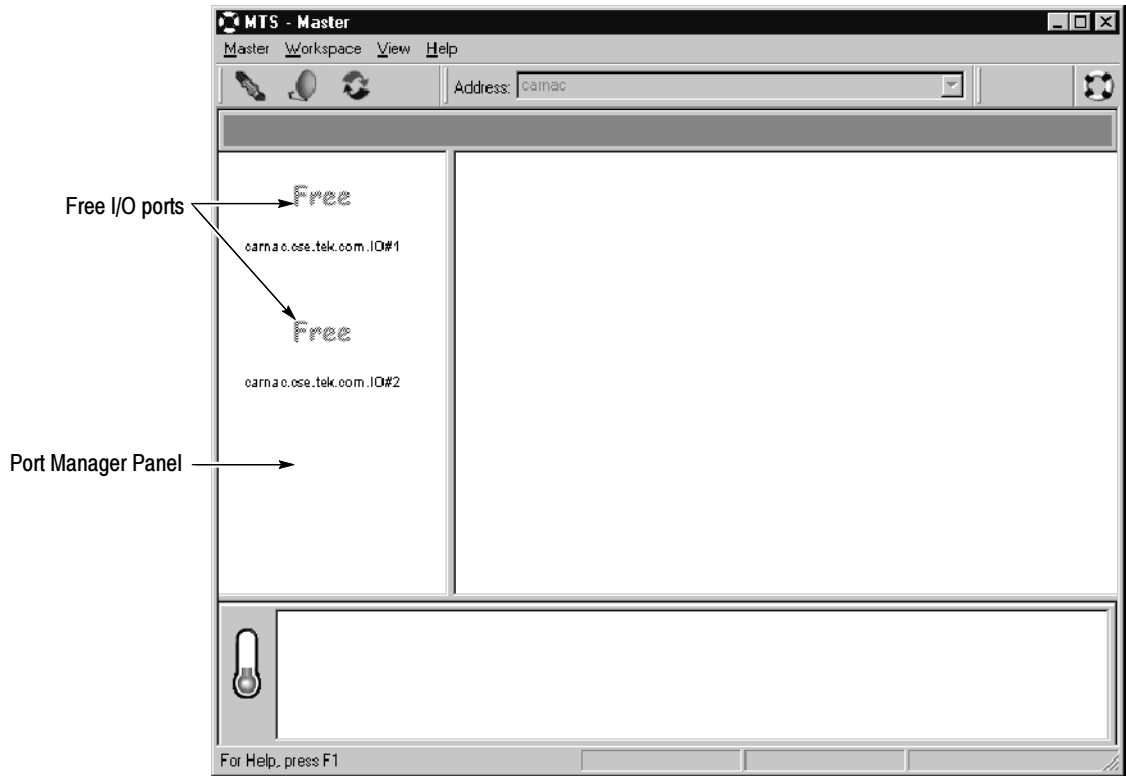 MTS - Master
Master Workspace View Help
Address: carnac
Free
Free I/O ports
carnac.cse.tek.com.IO#1
Free
carnac.cse.tek.com.IO#2
Port Manager Panel
For Help, press F1